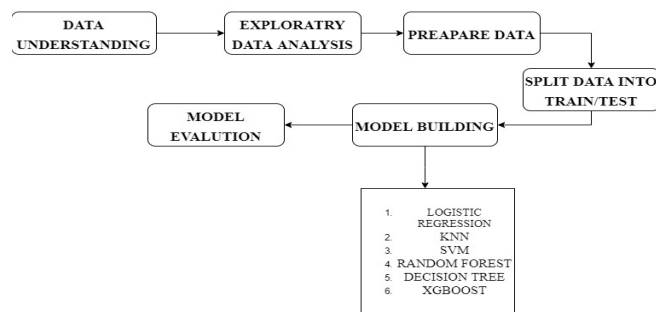 DATA
UNDERSTANDING
EXPLORATRY
DATA ANALYSIS
PREAPARE DATA
SPLIT DATA INTO
TRAIN/TEST
MODEL BUILDING
MODEL
EVALUTION
1. LOGISTIC
REGRESSION
2. KNN
3. SVM
4. RANDOM FOREST
5. DECISION TREE
6. XGBOOST